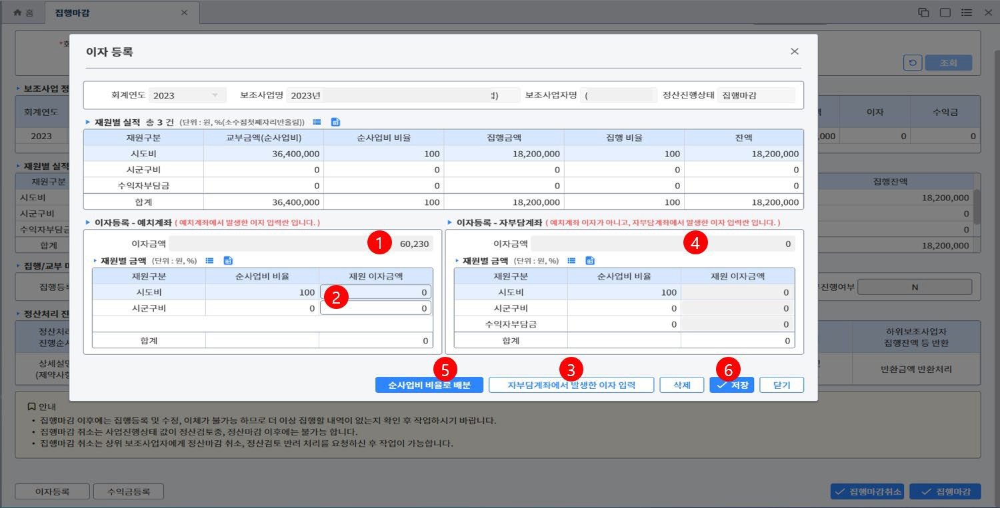 홈 집행마감
*회
조회
이자 등록
회계연도 2023 보조사업명 2023년 보조사업자명 ( 정산진행상태 집행마감
재원별 실적 총 3 건 (단위 : 원, %(소수점첫째자리반올림))
재원구분 교부금액(순사업비) 순사업비 비율 집행금액 집행 비율 잔액
시도비 36,400,000 100 18,200,000 100 18,200,000
시군구비 0 0 0 0 0
수익자부담금 0 0 0 0 0
합계 36,400,000 100 18,200,000 100 18,200,000
이자등록 - 예치계좌 ( 예치계좌에서 발생한 이자 입력란 입니다. )
이자금액 1 60,230
재원별 금액 (단위 : 원, %)
재원구분 순사업비 비율 재원 이자금액
시도비 100 2 0
시군구비 0 0
합계 0
이자등록 - 자부담계좌 ( 예치계좌 이자가 아니고, 자부담계좌에서 발생한 이자 입력란 입니다. )
이자금액 4 0
재원별 금액 (단위 : 원, %)
재원구분 순사업비 비율 재원 이자금액
시도비 100 0
시군구비 0 0
수익자부담금 0 0
합계 0
5 3 6
순사업비 비율로 배분 자부담계좌에서 발생한 이자 입력 삭제 저장 닫기
보조사업 정
회계연도 이자 수익금
2023 ,000 0 0
재원별 실적
재원구분 집행잔액
시도비 18,200,000
시군구비 0
수익자부담금 0
합계 18,200,000
집행/교부 마
집행등록 진행여부 N
정산처리 진
정산처리
진행순서
하위보조사업자
집행잔액 등 반환
상세설명
(제약사항
반환금액 반환처리
안내
• 집행마감 이후에는 집행등록 및 수정, 이체가 불가능 하므로 더 이상 집행할 내역이 없는지 확인 후 작업하시기 바랍니다.
• 집행마감 취소는 사업진행상태 값이 정산검토중, 정산마감 이후에는 불가능 합니다.
• 집행마감 취소는 상위 보조사업자에게 정산마감 취소, 정산검토 반려 처리를 요청하신 후 작업이 가능합니다.
이자등록 수익금등록 집행마감취소 집행마감